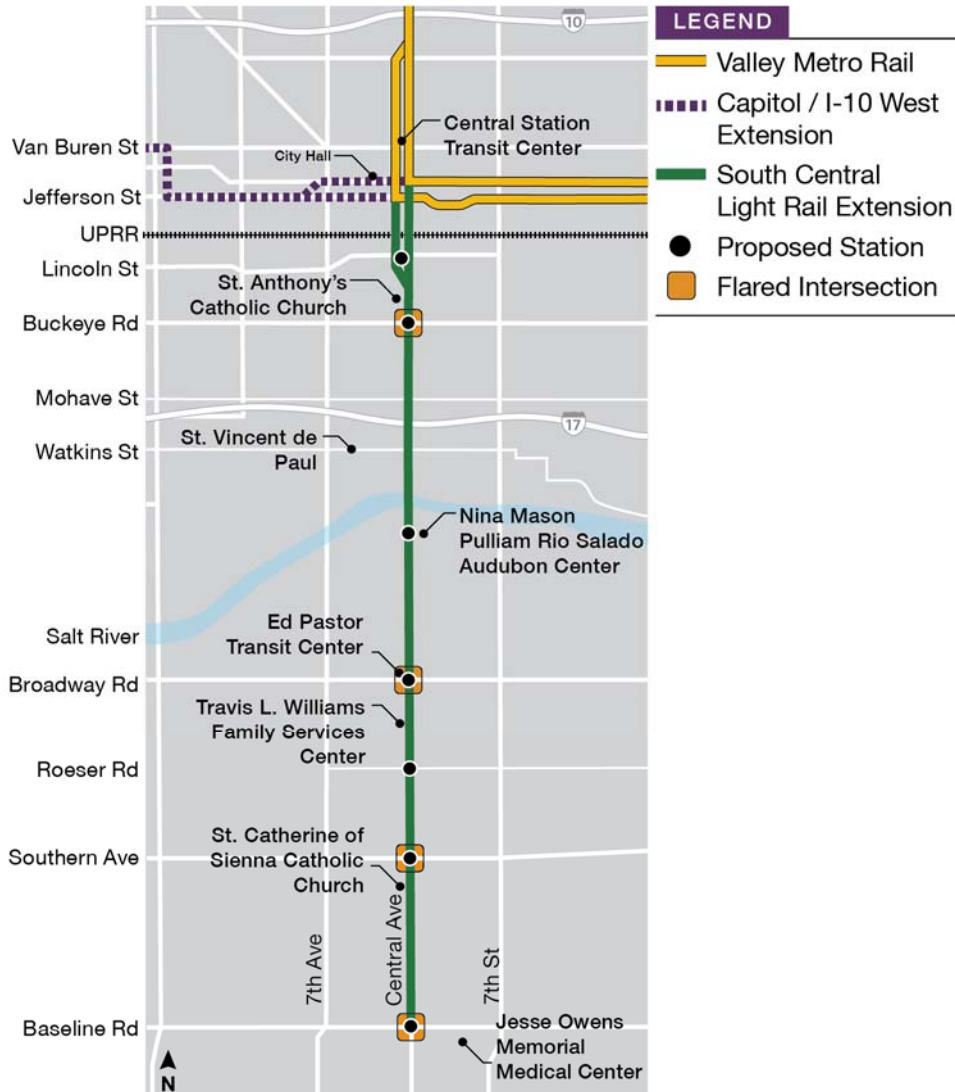 10
LEGEND
Valley Metro Rail
Capitol / I-10 West
Extension
South Central
Light Rail Extension
Proposed Station
Flared Intersection
Central Station
Transit Center
Van Buren St
City Hall
Jefferson St
UPRR
Lincoln St
St. Anthony's
Catholic Church
Buckeye Rd
Mohave St
17
Watkins St
St. Vincent de
Paul
Nina Mason
Pulliam Rio Salado
Audubon Center
Salt River
Ed Pastor
Transit Center
Broadway Rd
Travis L. Williams
Family Services
Center
Roeser Rd
Southern Ave
St. Catherine of
Sienna Catholic
Church
7th Ave
Central Ave
7th St
Baseline Rd
Jesse Owens
Memorial
Medical Center
N